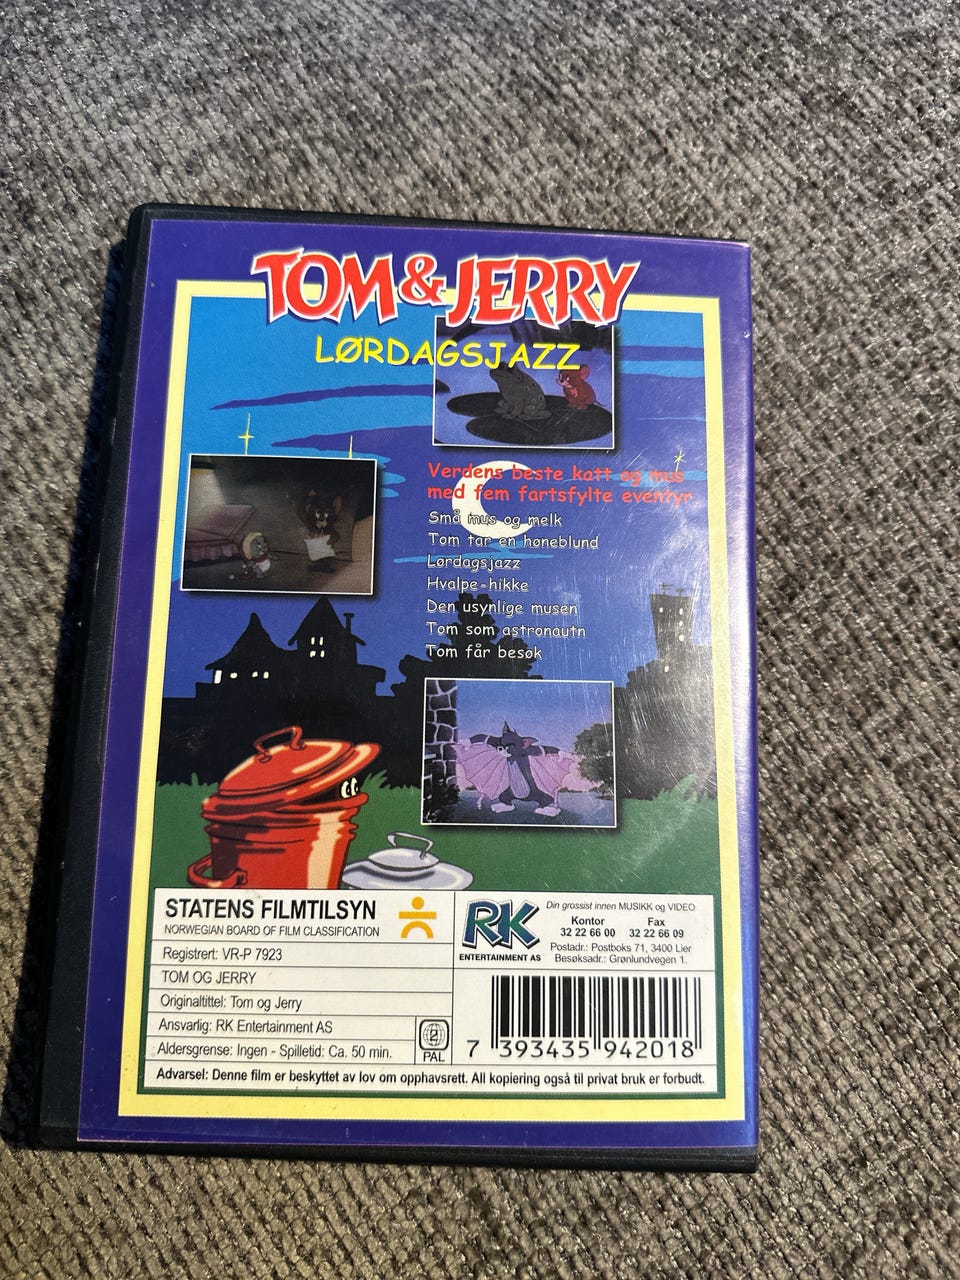 TOM & JERRY
LØRDAGSJAZZ
Verdens beste katt og mus
med fem fartsfylte eventyr
Små mus og melk
Tom tar en høneblund
Lørdagsjazz
Hvalpe-hikke
Den usynlige musen
Tom som astronautn
Tom får besøk
STATENS FILMTILSYN
NORWEGIAN BOARD OF FILM CLASSIFICATION
Registrert: VR-P 7923
TOM OG JERRY
Originaltittel: Tom og Jerry
Ansvarlig: RK Entertainment AS
Aldersgrense: Ingen - Spilletid: Ca. 50 min.
2
PAL
RK
ENTERTAINMENT AS
Din grossist innen MUSIKK og VIDEO
Kontor Fax
32 22 66 00 32 22 66 09
Postadr.: Postboks 71, 3400 Lier
Besøksadr.: Grønlundvegen 1.
7 393435 942018
Advarsel: Denne film er beskyttet av lov om opphavsrett. All kopiering også til privat bruk er forbudt.